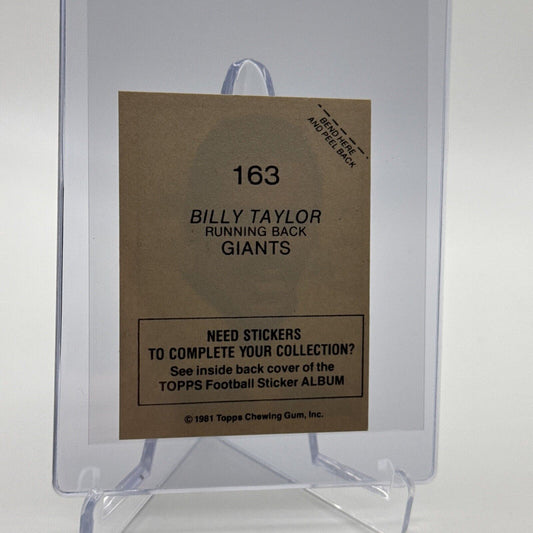 BEND HERE
AND PEEL BACK
163
BILLY TAYLOR
RUNNING BACK
GIANTS
NEED STICKERS
TO COMPLETE YOUR COLLECTION?
See inside back cover of the
TOPPS Football Sticker ALBUM
© 1981 Topps Chewing Gum, Inc.